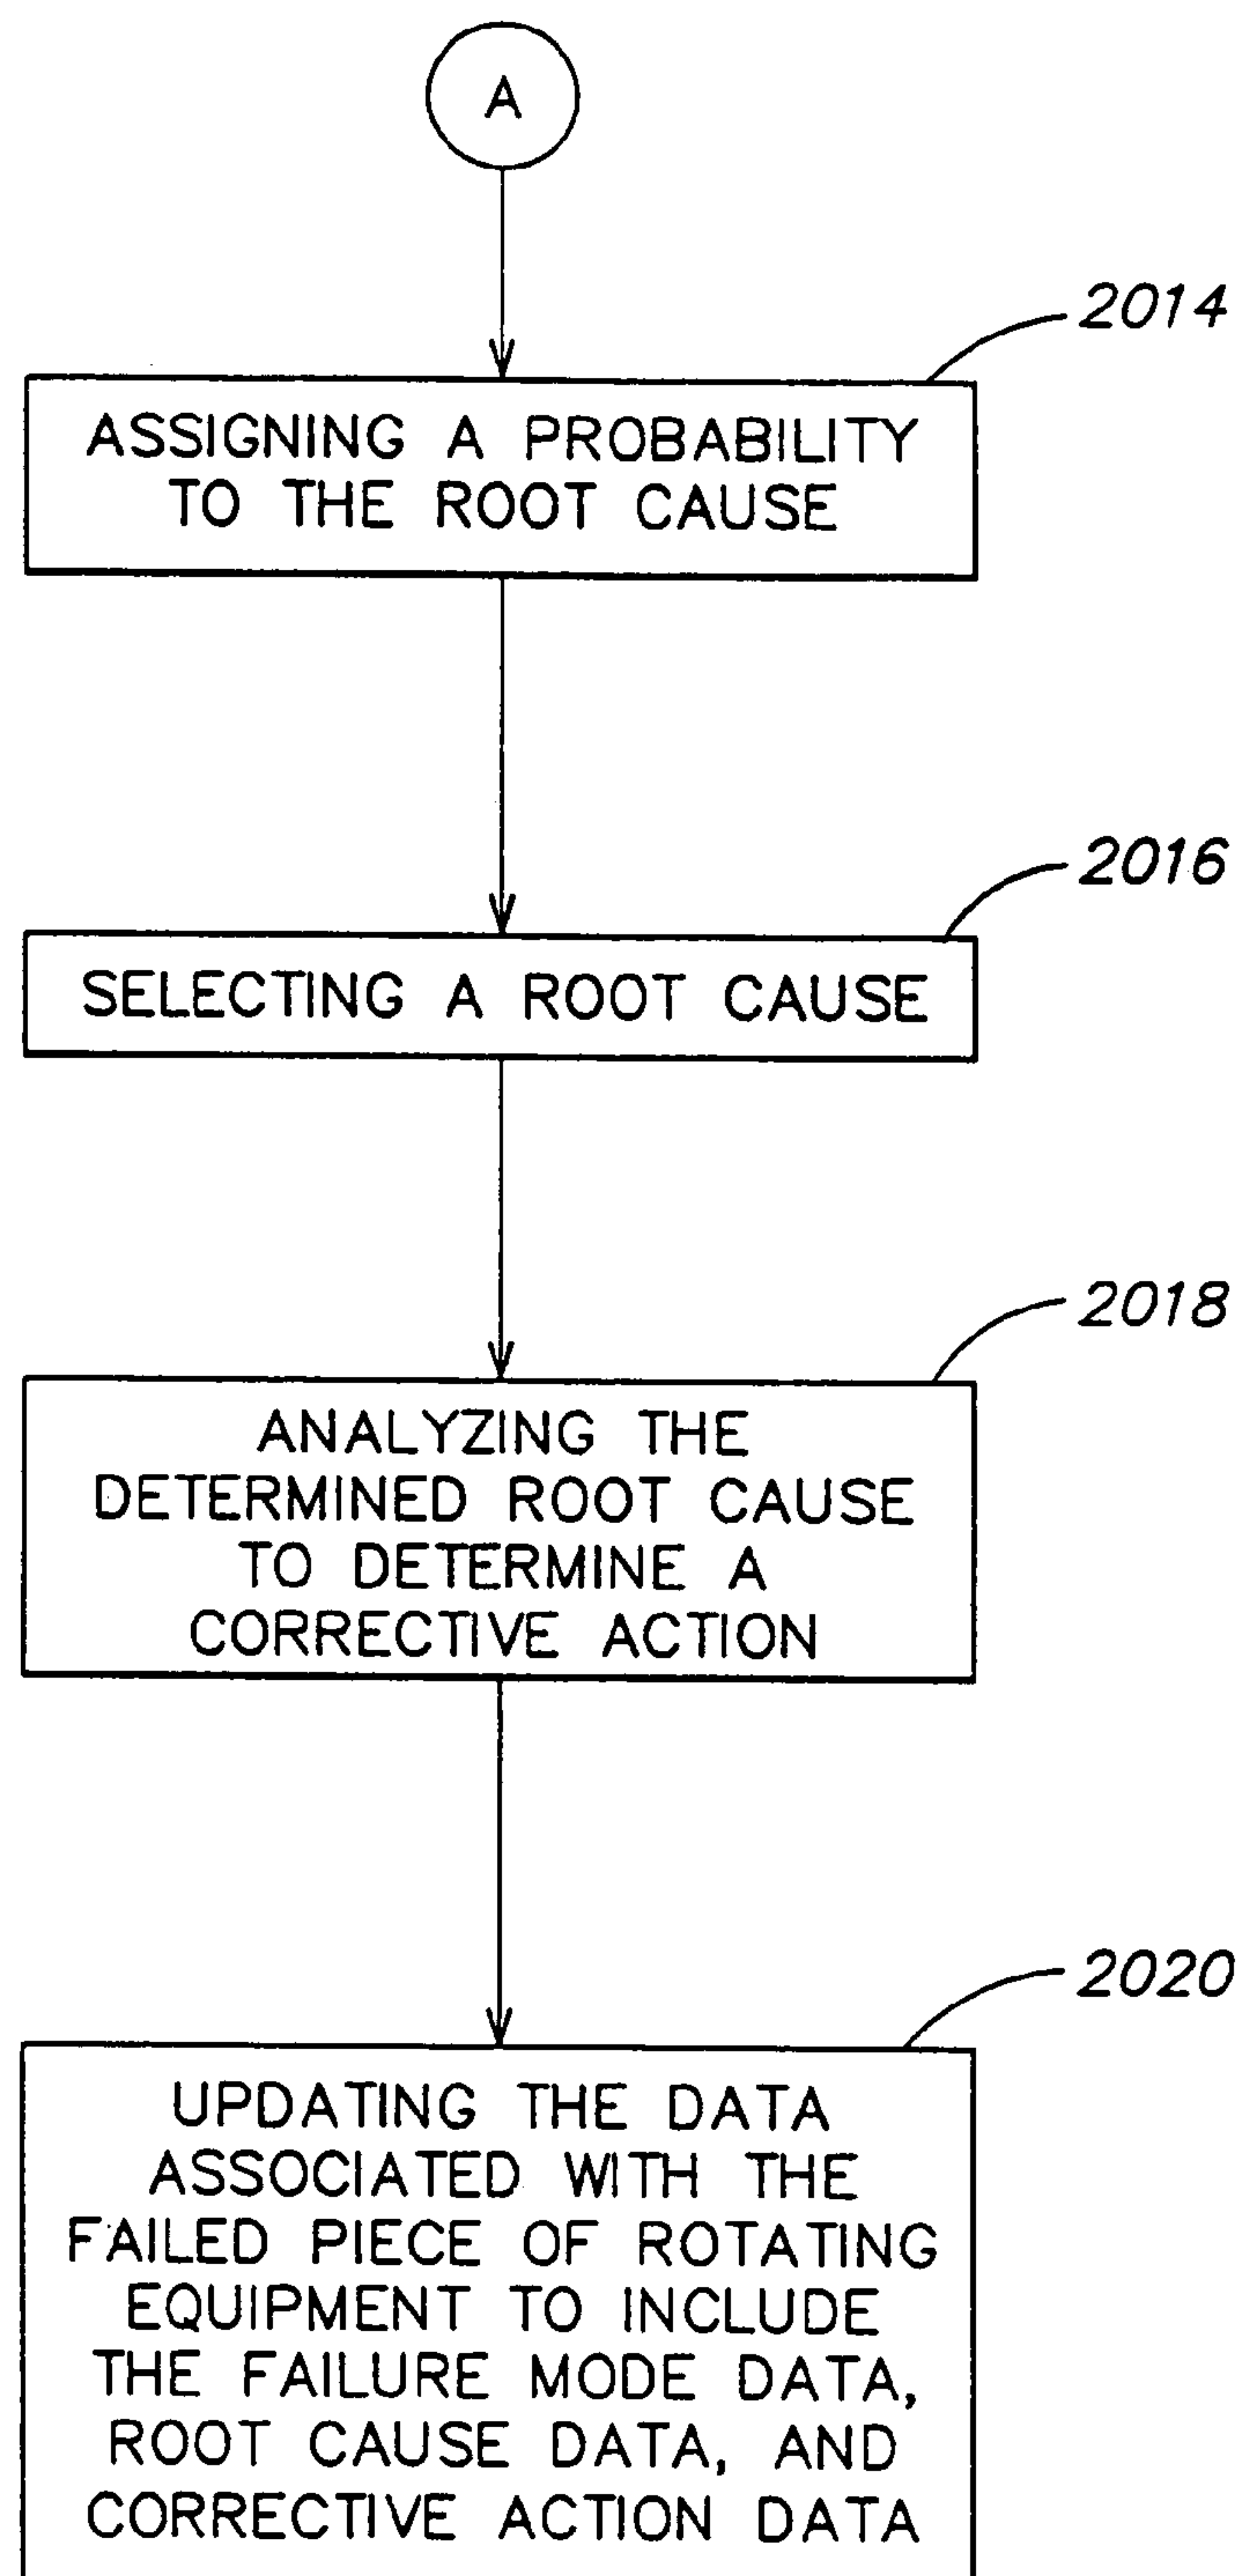 A
2014
ASSIGNING A PROBABILITY
TO THE ROOT CAUSE
2016
SELECTING A ROOT CAUSE
2018
ANALYZING THE
DETERMINED ROOT CAUSE
TO DETERMINE A
CORRECTIVE ACTION
2020
UPDATING THE DATA
ASSOCIATED WITH THE
FAILED PIECE OF ROTATING
EQUIPMENT TO INCLUDE
THE FAILURE MODE DATA,
ROOT CAUSE DATA, AND
CORRECTIVE ACTION DATA